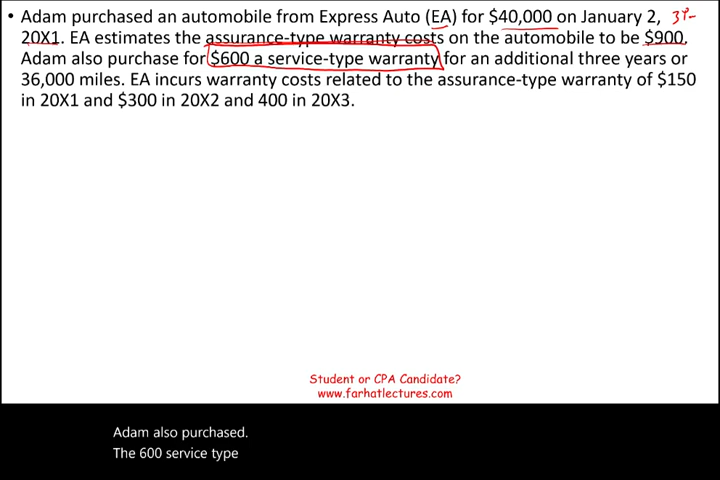 • Adam purchased an automobile from Express Auto (EA) for $40,000 on January 2, 3Y-
20X1. EA estimates the assurance-type warranty costs on the automobile to be $900.
Adam also purchase for $600 a service-type warranty for an additional three years or
36,000 miles. EA incurs warranty costs related to the assurance-type warranty of $150
in 20X1 and $300 in 20X2 and 400 in 20X3.
Student or CPA Candidate?
www.farhatlectures.com
Adam also purchased.
The 600 service type